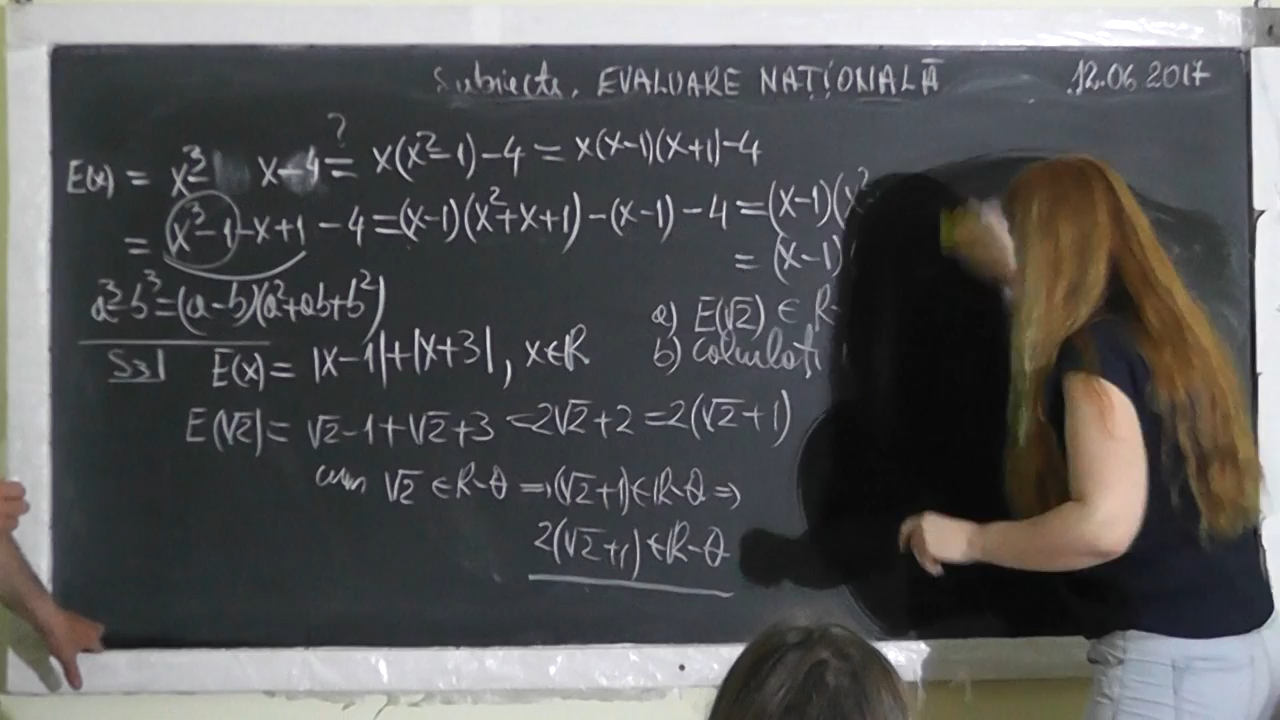 Subiecte, EVALUARE NAȚIONALĂ 12.06.2017
E(x) = x³ x-4 ?= x(x²-1)-4 = x(x-1)(x+1)-4
= (x³-1)-x+1 -4 = (x-1)(x²+x+1)-(x-1)-4 = (x-1)(x²
= (x-1)
a³-b³=(a-b)(a²+ab+b²)
a) E(√2) ∈ R-
S31 E(x) = |x-1|+|x+3|, x∈R
b) Calculați
E(√2) = √2-1+√2+3 = 2√2+2 = 2(√2+1)
cum √2 ∈ R-Q ⇒ (√2+1) ∈ R-Q ⇒
2(√2+1) ∈ R-Q